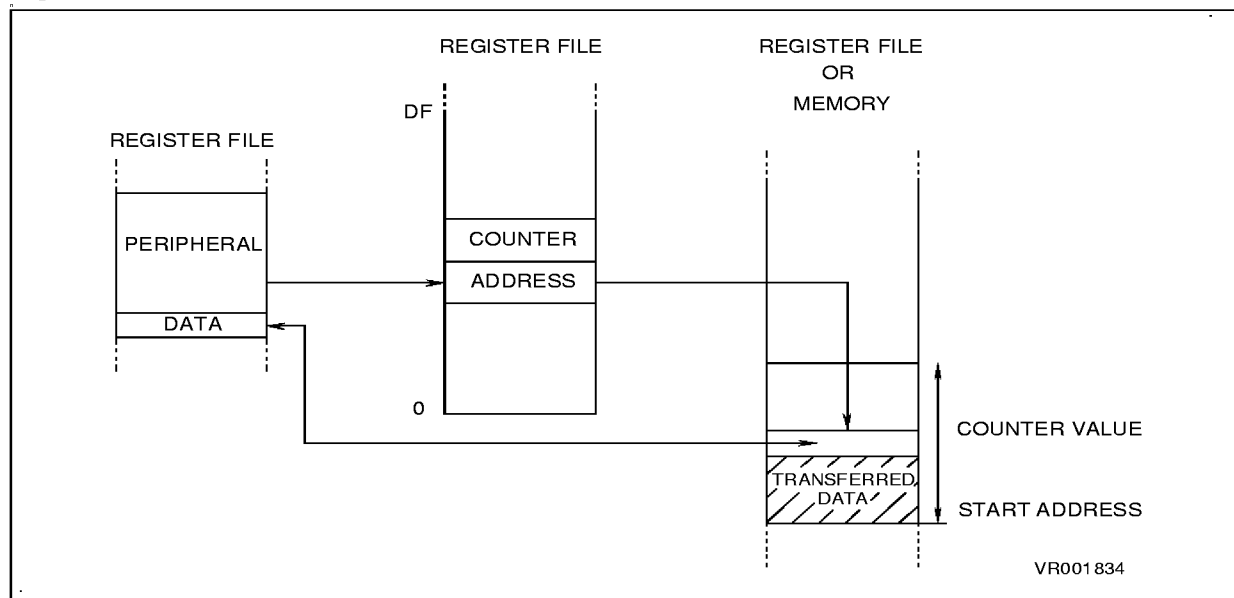 REGISTER FILE
PERIPHERAL
DATA
REGISTER FILE
DF
COUNTER
ADDRESS
0
REGISTER FILE
OR
MEMORY
TRANSFERRED
DATA
COUNTER VALUE
START ADDRESS
VR001834